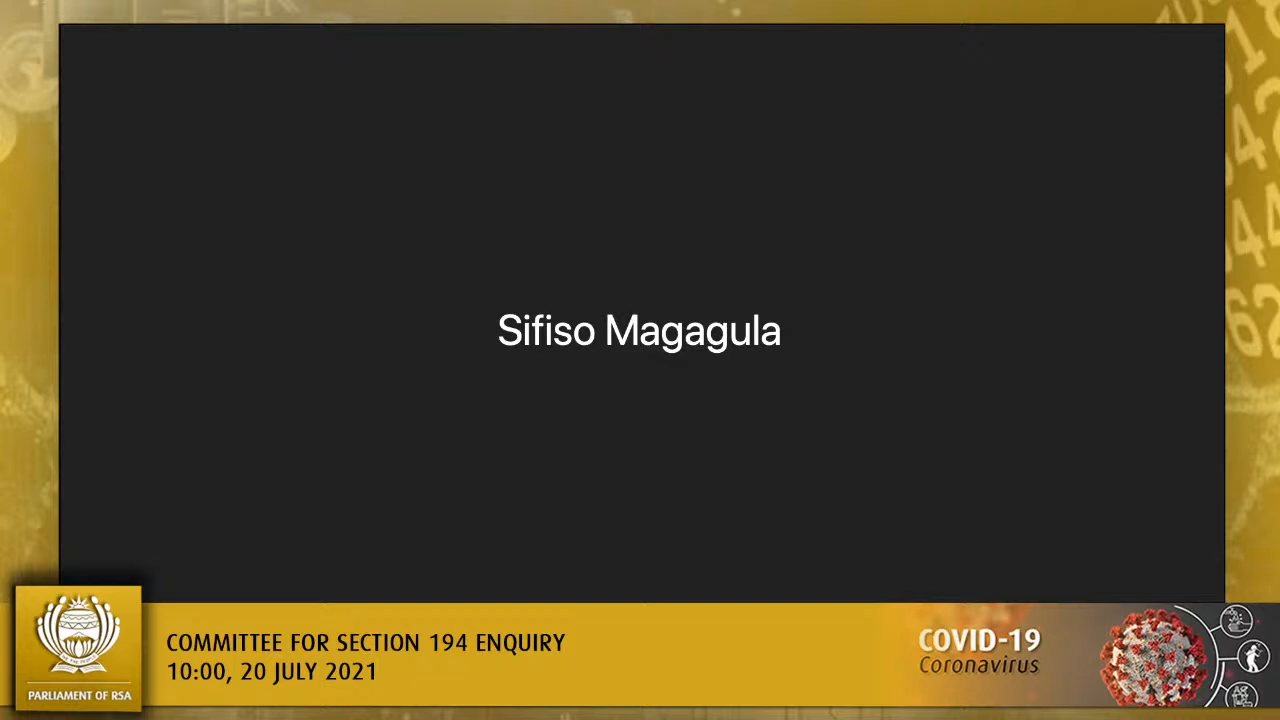 Sifiso Magagula
COMMITTEE FOR SECTION 194 ENQUIRY
10:00, 20 JULY 2021
COVID-19
Coronavirus
PARLIAMENT OF RSA